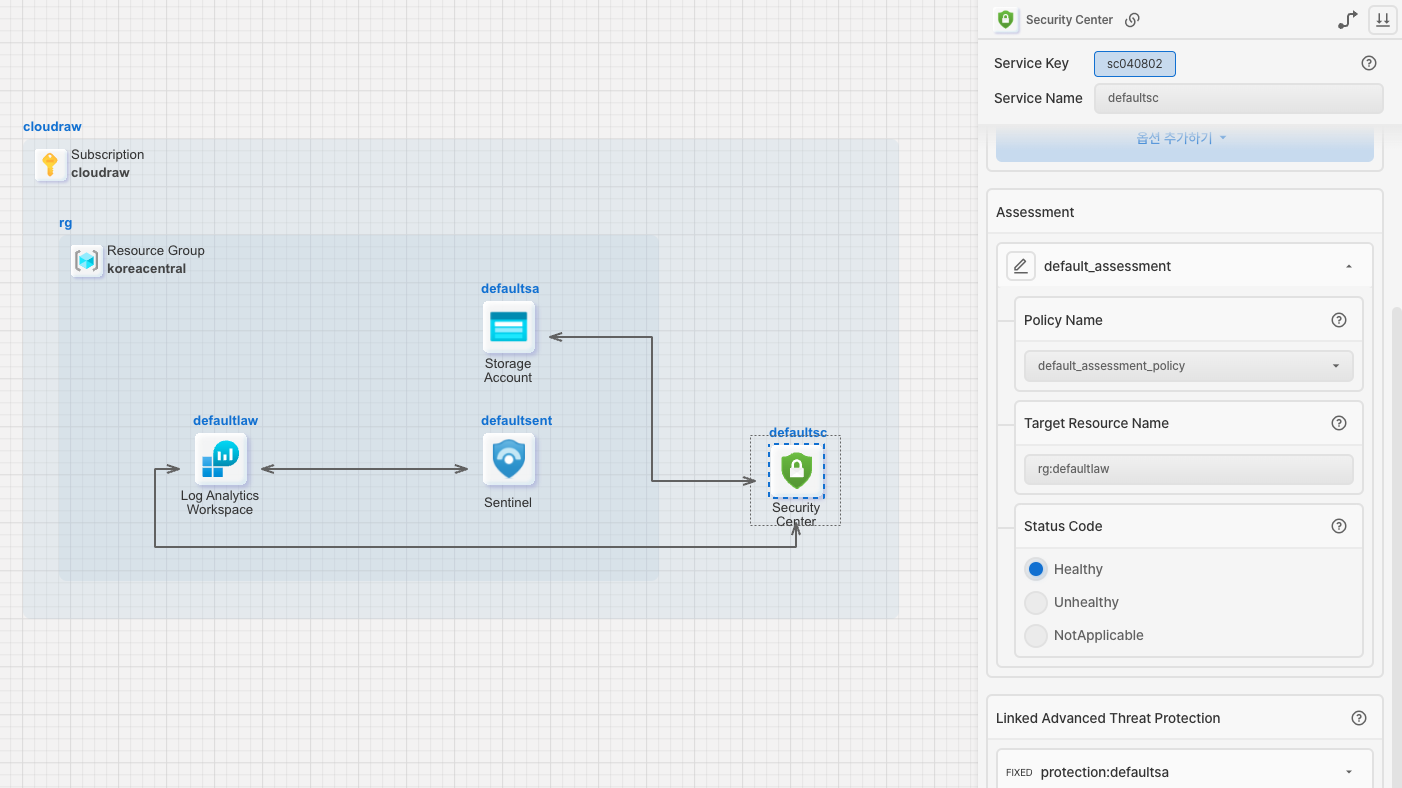 cloudraw
Subscription
cloudraw
rg
Resource Group
koreacentral
defaultsa
Storage
Account
defaultlaw
Log Analytics
Workspace
defaultsent
Sentinel
defaultsc
Security
Center
Security Center
Service Key
sc040802
Service Name
defaultsc
옵션 추가하기
Assessment
default_assessment
Policy Name
default_assessment_policy
Target Resource Name
rg:defaultlaw
Status Code
Healthy
Unhealthy
NotApplicable
Linked Advanced Threat Protection
FIXED protection:defaultsa